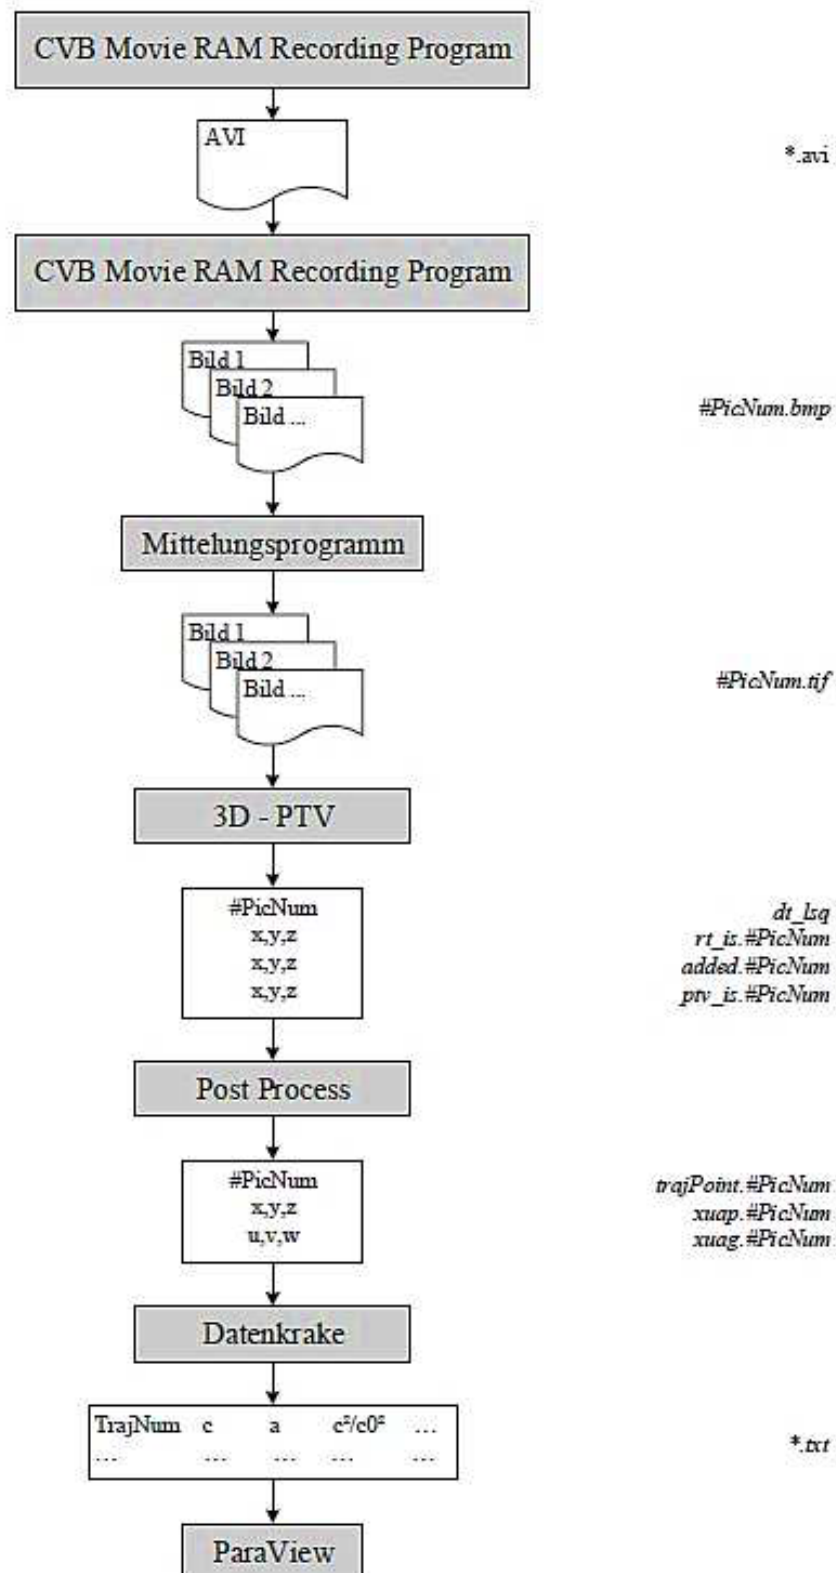 CVB Movie RAM Recording Program
AVI
*.avi
CVB Movie RAM Recording Program
Bild 1
Bild 2
Bild ...
#PicNum.bmp
Mittelungsprogramm
Bild 1
Bild 2
Bild ...
#PicNum.tif
3D - PTV
#PicNum
x,y,z
x,y,z
x,y,z
dt_lsq
rt_is.#PicNum
added.#PicNum
ptv_is.#PicNum
Post Process
#PicNum
x,y,z
u,v,w
trajPoint.#PicNum
xuap.#PicNum
xuag.#PicNum
Datenkrake
TrajNum c a c²/c0² ...
... ... ... ... ...
*.txt
ParaView